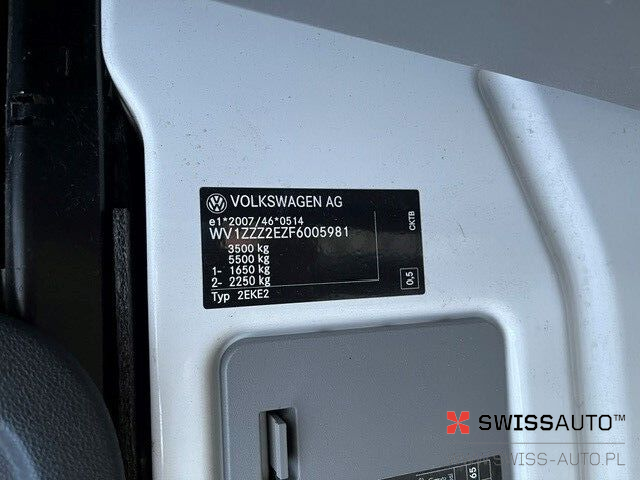 VOLKSWAGEN AG
e1*2007/46*0514
WV1ZZZ2EZF6005981
3500 kg
5500 kg
1- 1650 kg
2- 2250 kg
Typ 2EKE2
CKTB
0,5
65
SWISSAUTO™
SWISS-AUTO.PL